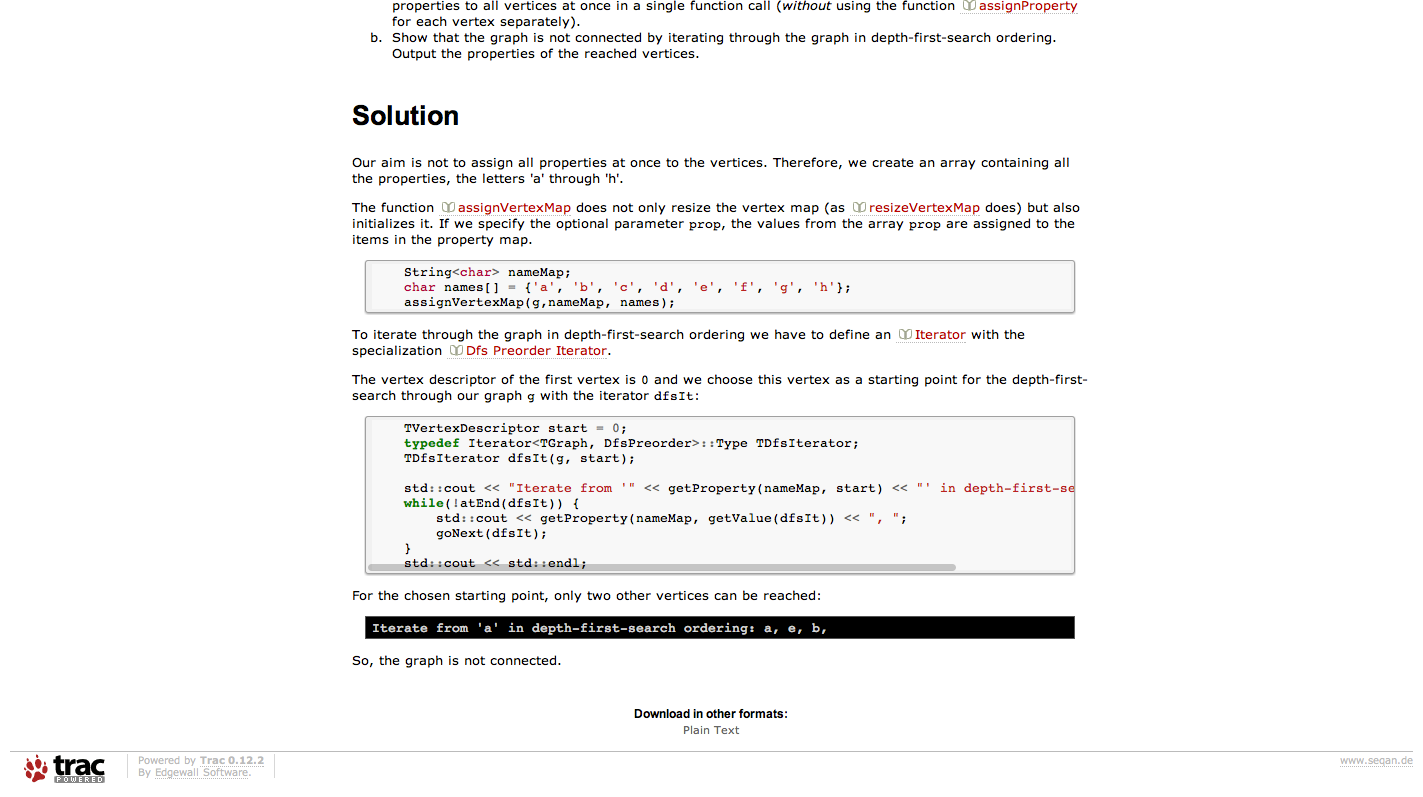 properties to all vertices at once in a single function call (without using the function assignProperty
for each vertex separately).
b. Show that the graph is not connected by iterating through the graph in depth-first-search ordering.
Output the properties of the reached vertices.
Solution
Our aim is not to assign all properties at once to the vertices. Therefore, we create an array containing all
the properties, the letters 'a' through 'h'.
The function assignVertexMap does not only resize the vertex map (as resizeVertexMap does) but also
initializes it. If we specify the optional parameter prop, the values from the array prop are assigned to the
items in the property map.
String<char> nameMap;
char names[] = {'a', 'b', 'c', 'd', 'e', 'f', 'g', 'h'};
assignVertexMap(g,nameMap, names);
To iterate through the graph in depth-first-search ordering we have to define an Iterator with the
specialization Dfs Preorder Iterator.
The vertex descriptor of the first vertex is 0 and we choose this vertex as a starting point for the depth-first-
search through our graph g with the iterator dfsIt:
TVertexDescriptor start = 0;
typedef Iterator<TGraph, DfsPreorder>::Type TDfsIterator;
TDfsIterator dfsIt(g, start);
std::cout << "Iterate from '" << getProperty(nameMap, start) << "' in depth-first-se
while(!atEnd(dfsIt)) {
std::cout << getProperty(nameMap, getValue(dfsIt)) << ", ";
goNext(dfsIt);
}
std::cout << std::endl;
For the chosen starting point, only two other vertices can be reached:
Iterate from 'a' in depth-first-search ordering: a, e, b,
So, the graph is not connected.
Download in other formats:
Plain Text
trac
POWERED
Powered by Trac 0.12.2
By Edgewall Software.
www.seqan.de